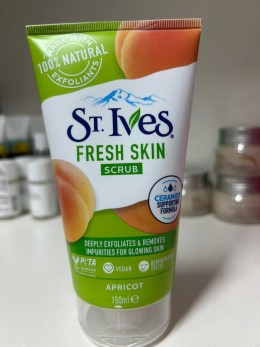 MADE WITH
100% NATURAL
EXFOLIANTS
ST. IVES®
FRESH SKIN
SCRUB
CERAMIDE
SUPPORTING
FORMULA
DEEPLY EXFOLIATES & REMOVES
IMPURITIES FOR GLOWING SKIN
PETA
VEGAN
TESTED
APRICOT
150ml ℮